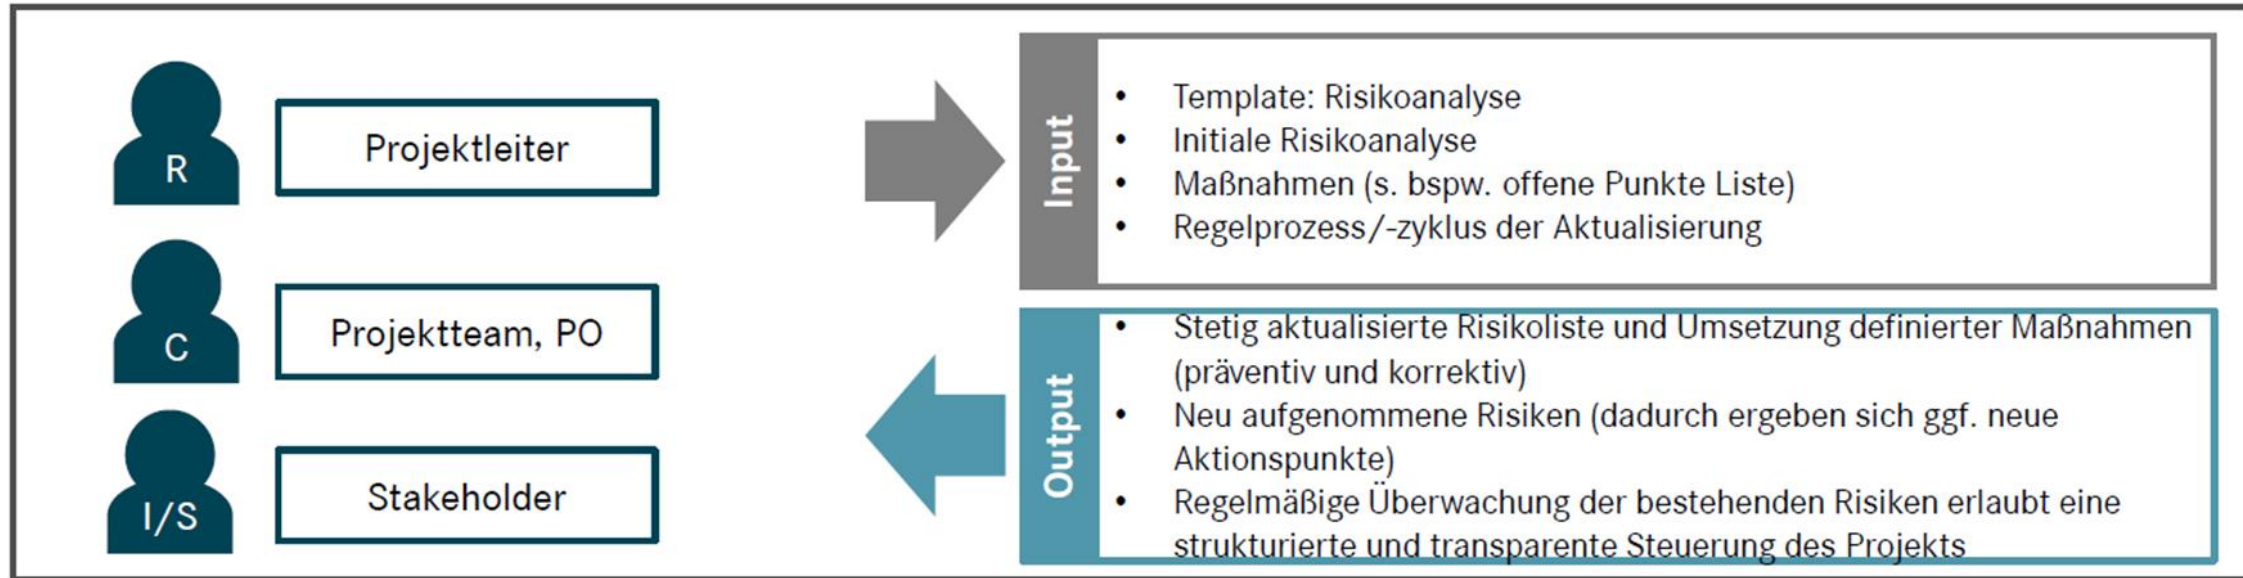 R
Projektleiter
C
Projektteam, PO
I/S
Stakeholder
Input
• Template: Risikoanalyse
• Initiale Risikoanalyse
• Maßnahmen (s. bspw. offene Punkte Liste)
• Regelprozess/-zyklus der Aktualisierung
Output
• Stetig aktualisierte Risikoliste und Umsetzung definierter Maßnahmen
(präventiv und korrektiv)
• Neu aufgenommene Risiken (dadurch ergeben sich ggf. neue
Aktionspunkte)
• Regelmäßige Überwachung der bestehenden Risiken erlaubt eine
strukturierte und transparente Steuerung des Projekts